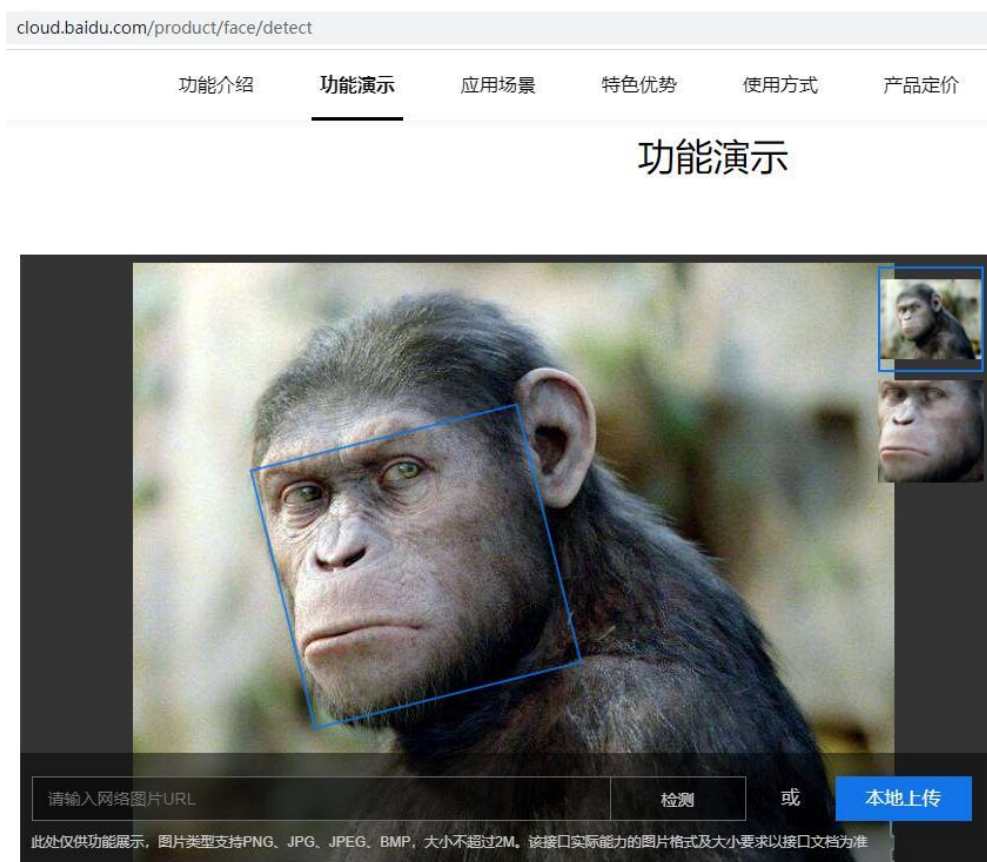 cloud.baidu.com/product/face/detect
功能介绍 功能演示 应用场景 特色优势 使用方式 产品定价
功能演示
请输入网络图片URL 检测 或 本地上传
此处仅供功能展示，图片类型支持PNG、JPG、JPEG、BMP，大小不超过2M。该接口实际能力的图片格式及大小要求以接口文档为准